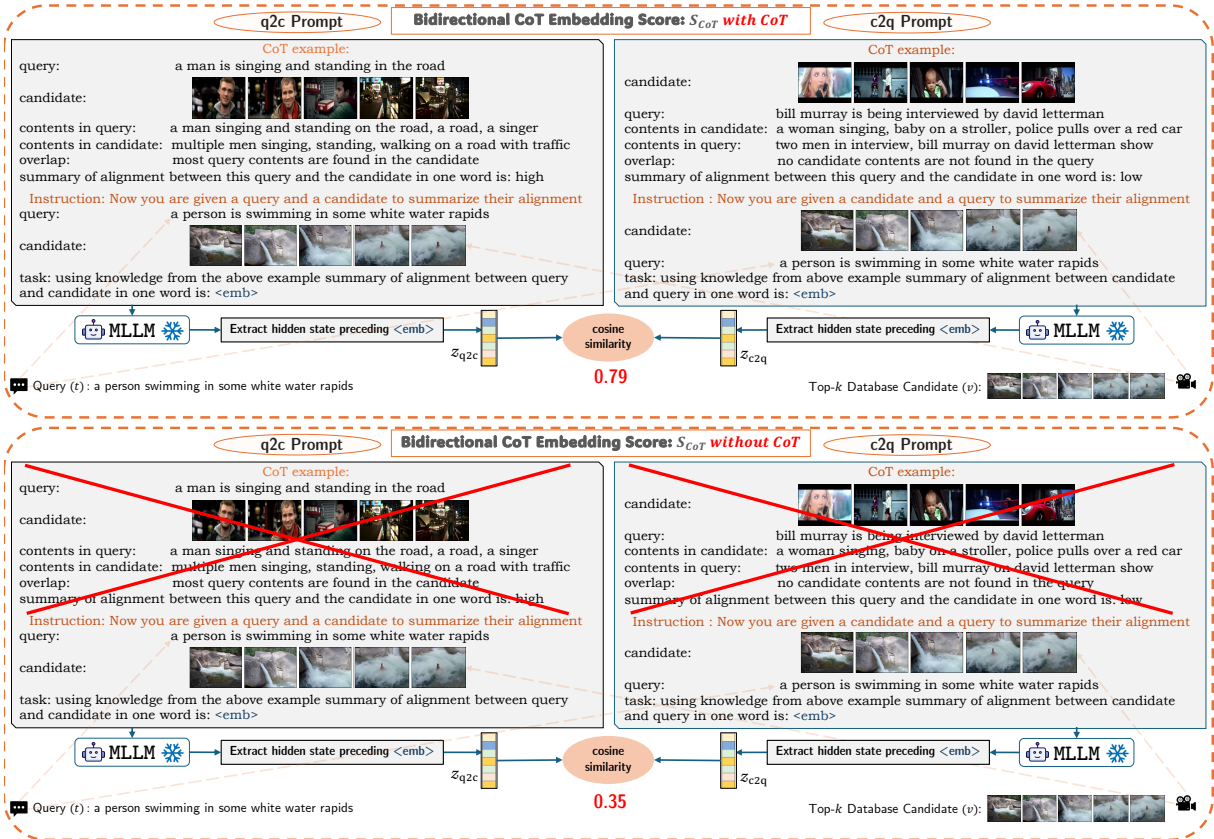 q2c Prompt
Bidirectional CoT Embedding Score: S_CoT with CoT
c2q Prompt
CoT example:
query: a man is singing and standing in the road
candidate:
contents in query: a man singing and standing on the road, a road, a singer
contents in candidate: multiple men singing, standing, walking on a road with traffic
overlap: most query contents are found in the candidate
summary of alignment between this query and the candidate in one word is: high
Instruction: Now you are given a query and a candidate to summarize their alignment
query: a person is swimming in some white water rapids
candidate:
task: using knowledge from the above example summary of alignment between query
and candidate in one word is: <emb>
CoT example:
candidate:
query: bill murray is being interviewed by david letterman
contents in candidate: a woman singing, baby on a stroller, police pulls over a red car
contents in query: two men in interview, bill murray on david letterman show
overlap: no candidate contents are not found in the query
summary of alignment between this query and the candidate in one word is: low
Instruction : Now you are given a candidate and a query to summarize their alignment
candidate:
query: a person is swimming in some white water rapids
task: using knowledge from above example summary of alignment between candidate
and query in one word is: <emb>
MLLM
Extract hidden state preceding <emb>
z_q2c
cosine
similarity
0.79
z_c2q
Extract hidden state preceding <emb>
MLLM
Query (t) : a person swimming in some white water rapids
Top-k Database Candidate (v):
q2c Prompt
Bidirectional CoT Embedding Score: S_CoT without CoT
c2q Prompt
CoT example:
query: a man is singing and standing in the road
candidate:
contents in query: a man singing and standing on the road, a road, a singer
contents in candidate: multiple men singing, standing, walking on a road with traffic
overlap: most query contents are found in the candidate
summary of alignment between this query and the candidate in one word is: high
Instruction: Now you are given a query and a candidate to summarize their alignment
query: a person is swimming in some white water rapids
candidate:
task: using knowledge from the above example summary of alignment between query
and candidate in one word is: <emb>
CoT example:
candidate:
query: bill murray is being interviewed by david letterman
contents in candidate: a woman singing, baby on a stroller, police pulls over a red car
contents in query: two men in interview, bill murray on david letterman show
overlap: no candidate contents are not found in the query
summary of alignment between this query and the candidate in one word is: low
Instruction : Now you are given a candidate and a query to summarize their alignment
candidate:
query: a person is swimming in some white water rapids
task: using knowledge from above example summary of alignment between candidate
and query in one word is: <emb>
MLLM
Extract hidden state preceding <emb>
z_q2c
cosine
similarity
0.35
z_c2q
Extract hidden state preceding <emb>
MLLM
Query (t) : a person swimming in some white water rapids
Top-k Database Candidate (v):